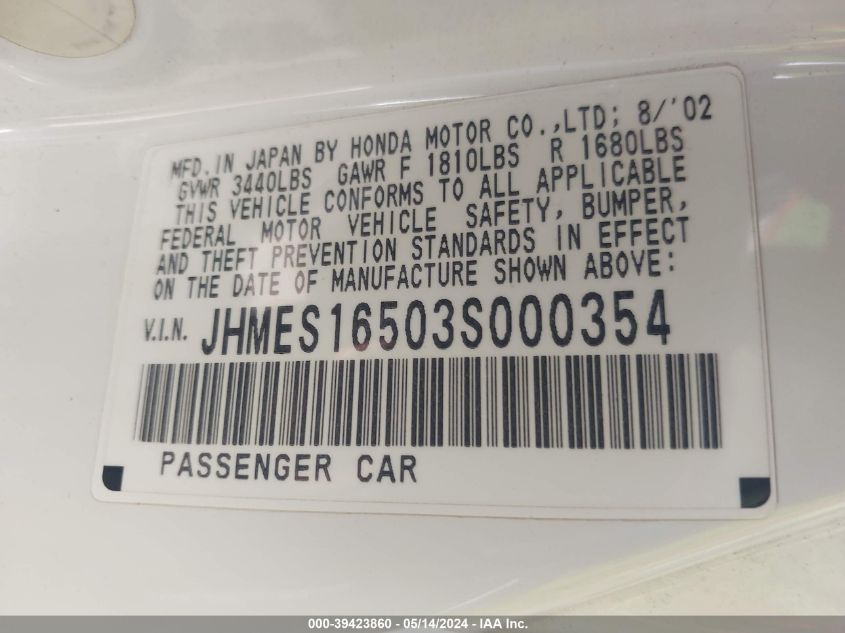 MFD.IN JAPAN BY HONDA MOTOR CO.,LTD; 8/'02
GVWR 3440LBS GAWR F 1810LBS R 1680LBS
THIS VEHICLE CONFORMS TO ALL APPLICABLE
FEDERAL MOTOR VEHICLE SAFETY, BUMPER,
AND THEFT PREVENTION STANDARDS IN EFFECT
ON THE DATE OF MANUFACTURE SHOWN ABOVE:
V.I.N. JHMES16503S000354
PASSENGER CAR
000-39423860 - 05/14/2024 - IAA Inc.